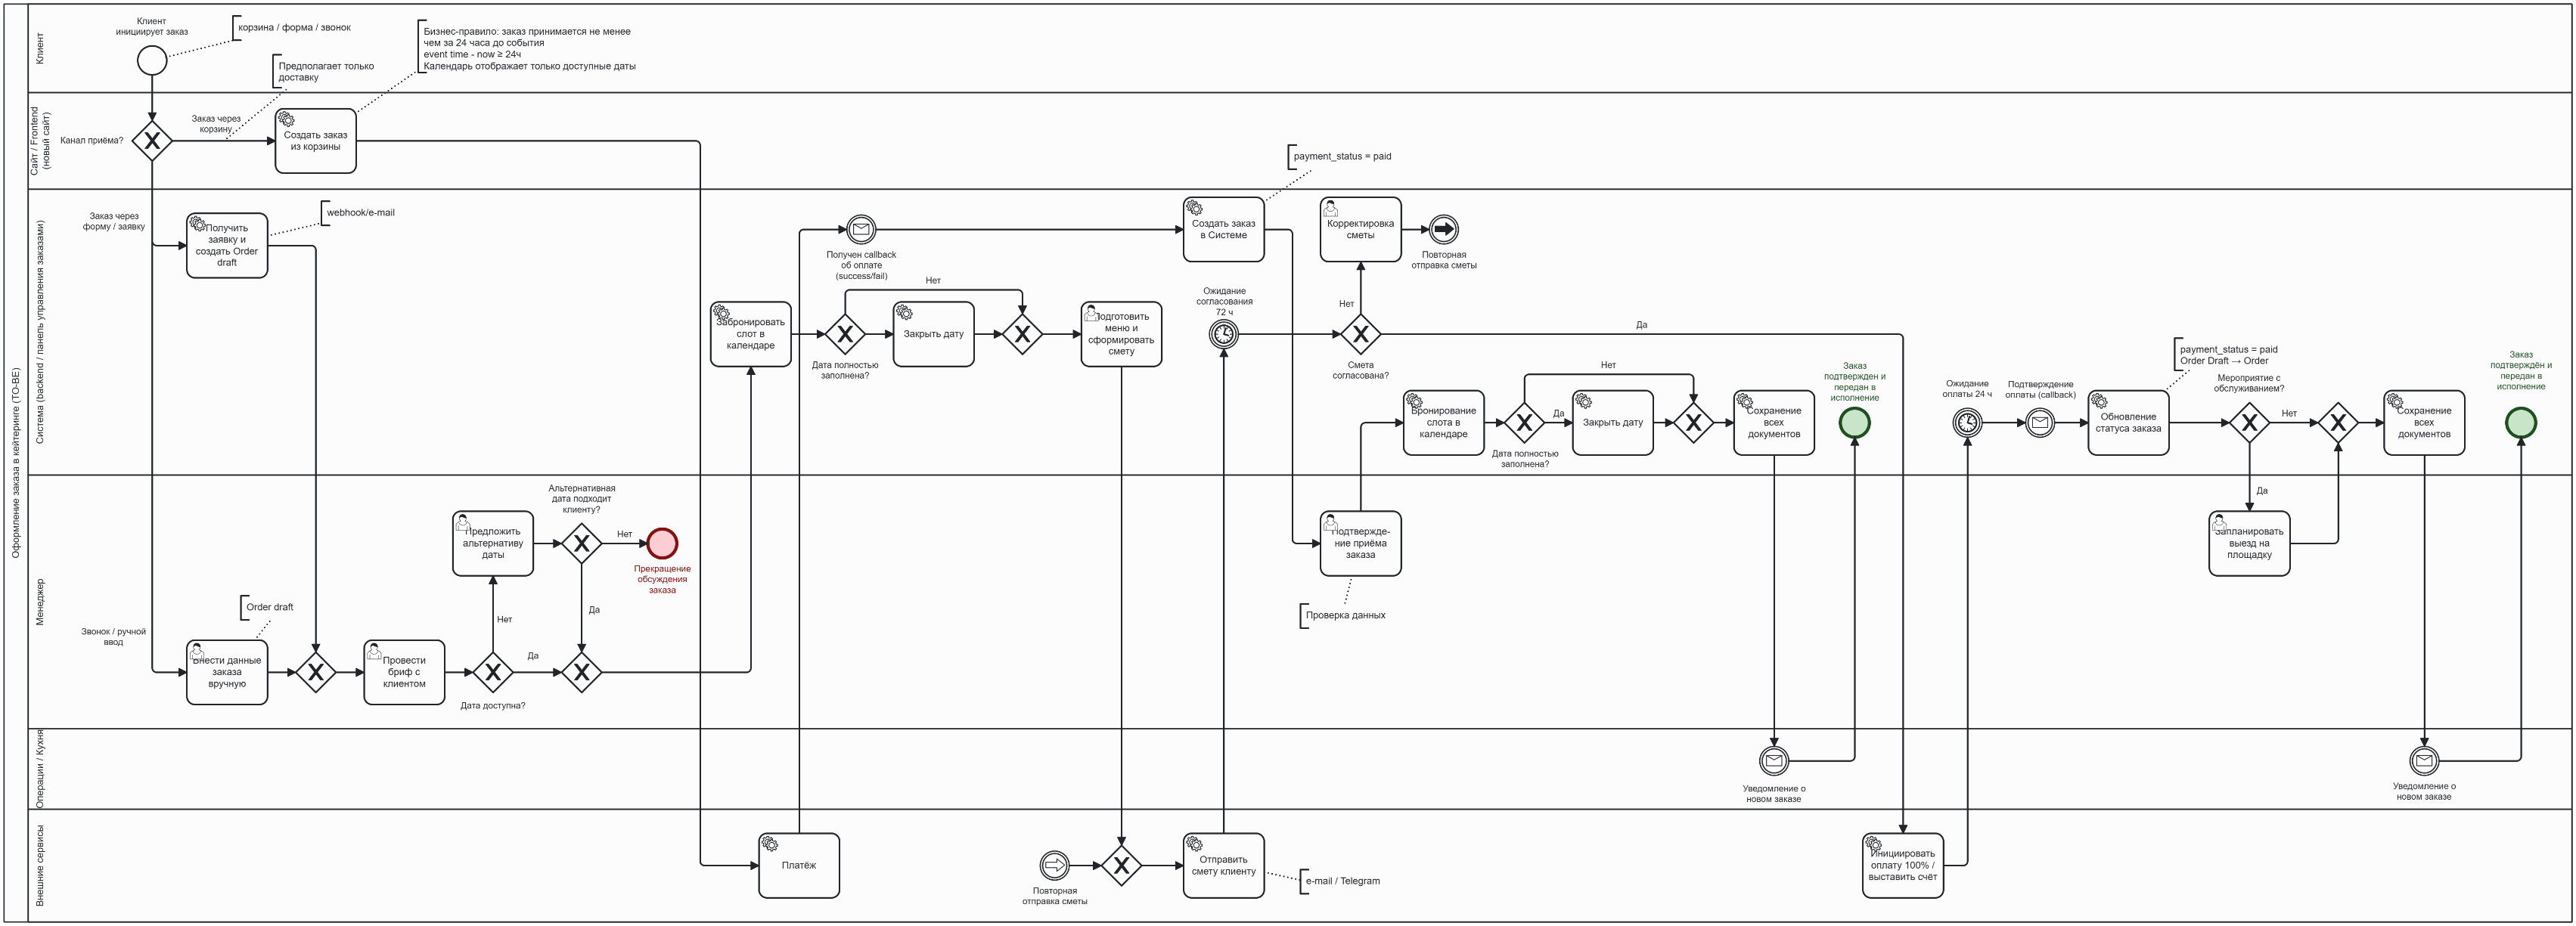 Оформление заказа в кейтеринге (TO-BE)
Клиент
Клиент
инициирует заказ
корзина / форма / звонок
Предполагает только
доставку
Бизнес-правило: заказ принимается не менее
чем за 24 часа до события
event time - now ≥ 24ч
Календарь отображает только доступные даты
Сайт / Frontend
(новый сайт)
Канал приёма?
Заказ через
корзину
Создать заказ
из корзины
payment_status = paid
Система (backend / панель управления заказами)
Заказ через
форму / заявку
Получить
заявку и
создать Order
draft
webhook/e-mail
Забронировать
слот в
календаре
Получен callback
об оплате
(success/fail)
Нет
Дата полностью
заполнена?
Закрыть дату
Подготовить
меню и
сформировать
смету
Создать заказ
в Системе
Ожидание
согласования
72 ч
Корректировка
сметы
Повторная
отправка сметы
Нет
Смета
согласована?
Да
Бронирование
слота в
календаре
Нет
Да
Дата полностью
заполнена?
Закрыть дату
Сохранение
всех
документов
Заказ
подтвержден и
передан в
исполнение
Ожидание
оплаты 24 ч
Подтверждение
оплаты (callback)
payment_status = paid
Order Draft → Order
Обновление
статуса заказа
Мероприятие с
обслуживанием?
Нет
Да
Сохранение
всех
документов
Заказ
подтверждён и
передан в
исполнение
Менеджер
Звонок / ручной
ввод
Order draft
Внести данные
заказа
вручную
Провести
бриф с
клиентом
Дата доступна?
Нет
Да
Предложить
альтернативу
даты
Альтернативная
дата подходит
клиенту?
Нет
Да
Прекращение
обсуждения
заказа
Подтвержде-
ние приёма
заказа
Проверка данных
Запланировать
выезд на
площадку
Операции / Кухня
Уведомление о
новом заказе
Уведомление о
новом заказе
Внешние сервисы
Платёж
Повторная
отправка сметы
Отправить
смету клиенту
e-mail / Telegram
Инициировать
оплату 100% /
выставить счёт